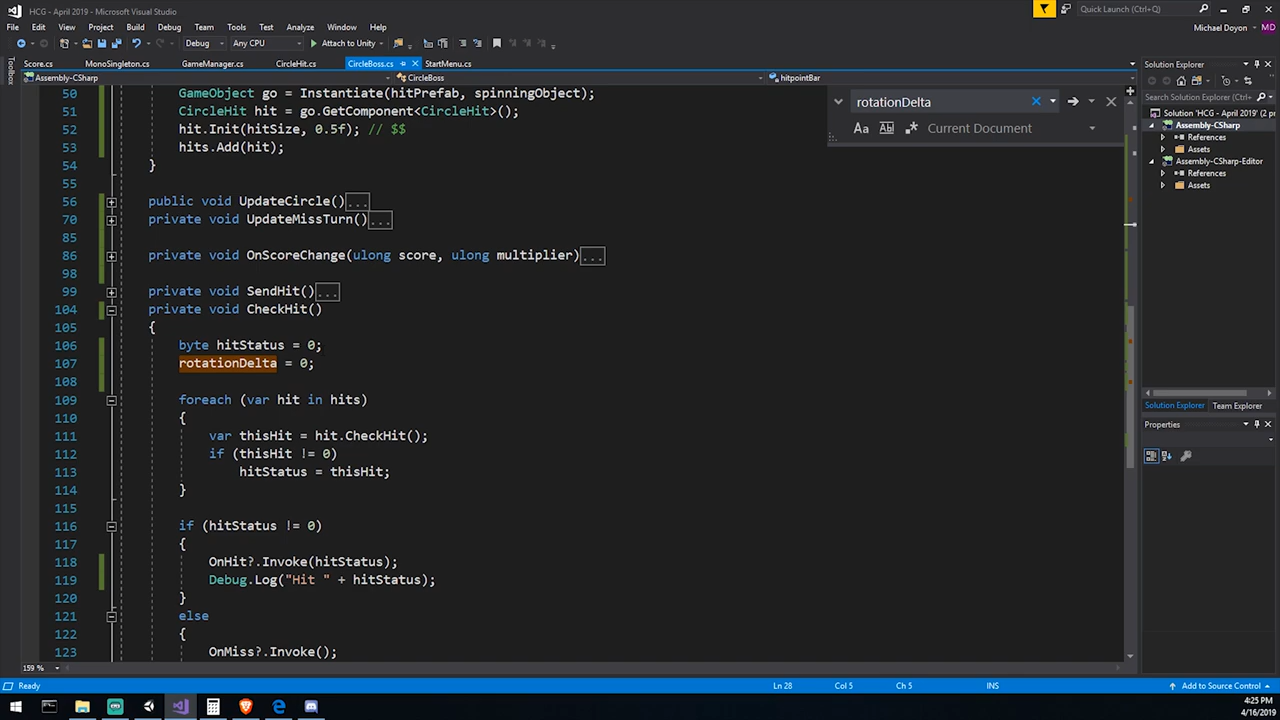 HCG - April 2019 - Microsoft Visual Studio
Quick Launch (Ctrl+Q)
File Edit View Project Build Debug Team Tools Test Analyze Window Help
Michael Doyon MD
Debug Any CPU Attach to Unity
Score.cs MonoSingleton.cs GameManager.cs CircleHit.cs CircleBoss.cs StartMenu.cs
Solution Explorer
Toolbox
Assembly-CSharp CircleBoss hitpointBar
50 GameObject go = Instantiate(hitPrefab, spinningObject);
51 CircleHit hit = go.GetComponent<CircleHit>();
52 hit.Init(hitSize, 0.5f); // $$
53 hits.Add(hit);
54 }
55
56 public void UpdateCircle()...
70 private void UpdateMissTurn()...
85
86 private void OnScoreChange(ulong score, ulong multiplier)...
98
99 private void SendHit()...
104 private void CheckHit()
105 {
106 byte hitStatus = 0;
107 rotationDelta = 0;
108
109 foreach (var hit in hits)
110 {
111 var thisHit = hit.CheckHit();
112 if (thisHit != 0)
113 hitStatus = thisHit;
114 }
115
116 if (hitStatus != 0)
117 {
118 OnHit?.Invoke(hitStatus);
119 Debug.Log("Hit " + hitStatus);
120 }
121 else
122 {
123 OnMiss?.Invoke();
rotationDelta
Aa Ab Current Document
Search Solution Explorer (Ctrl+;)
Solution 'HCG - April 2019' (2 p
Assembly-CSharp
References
Assets
Assembly-CSharp-Editor
References
Assets
Solution Explorer Team Explorer
Properties
159 %
Ready Ln 28 Col 5 Ch 5 INS Add to Source Control
4:25 PM
4/16/2019